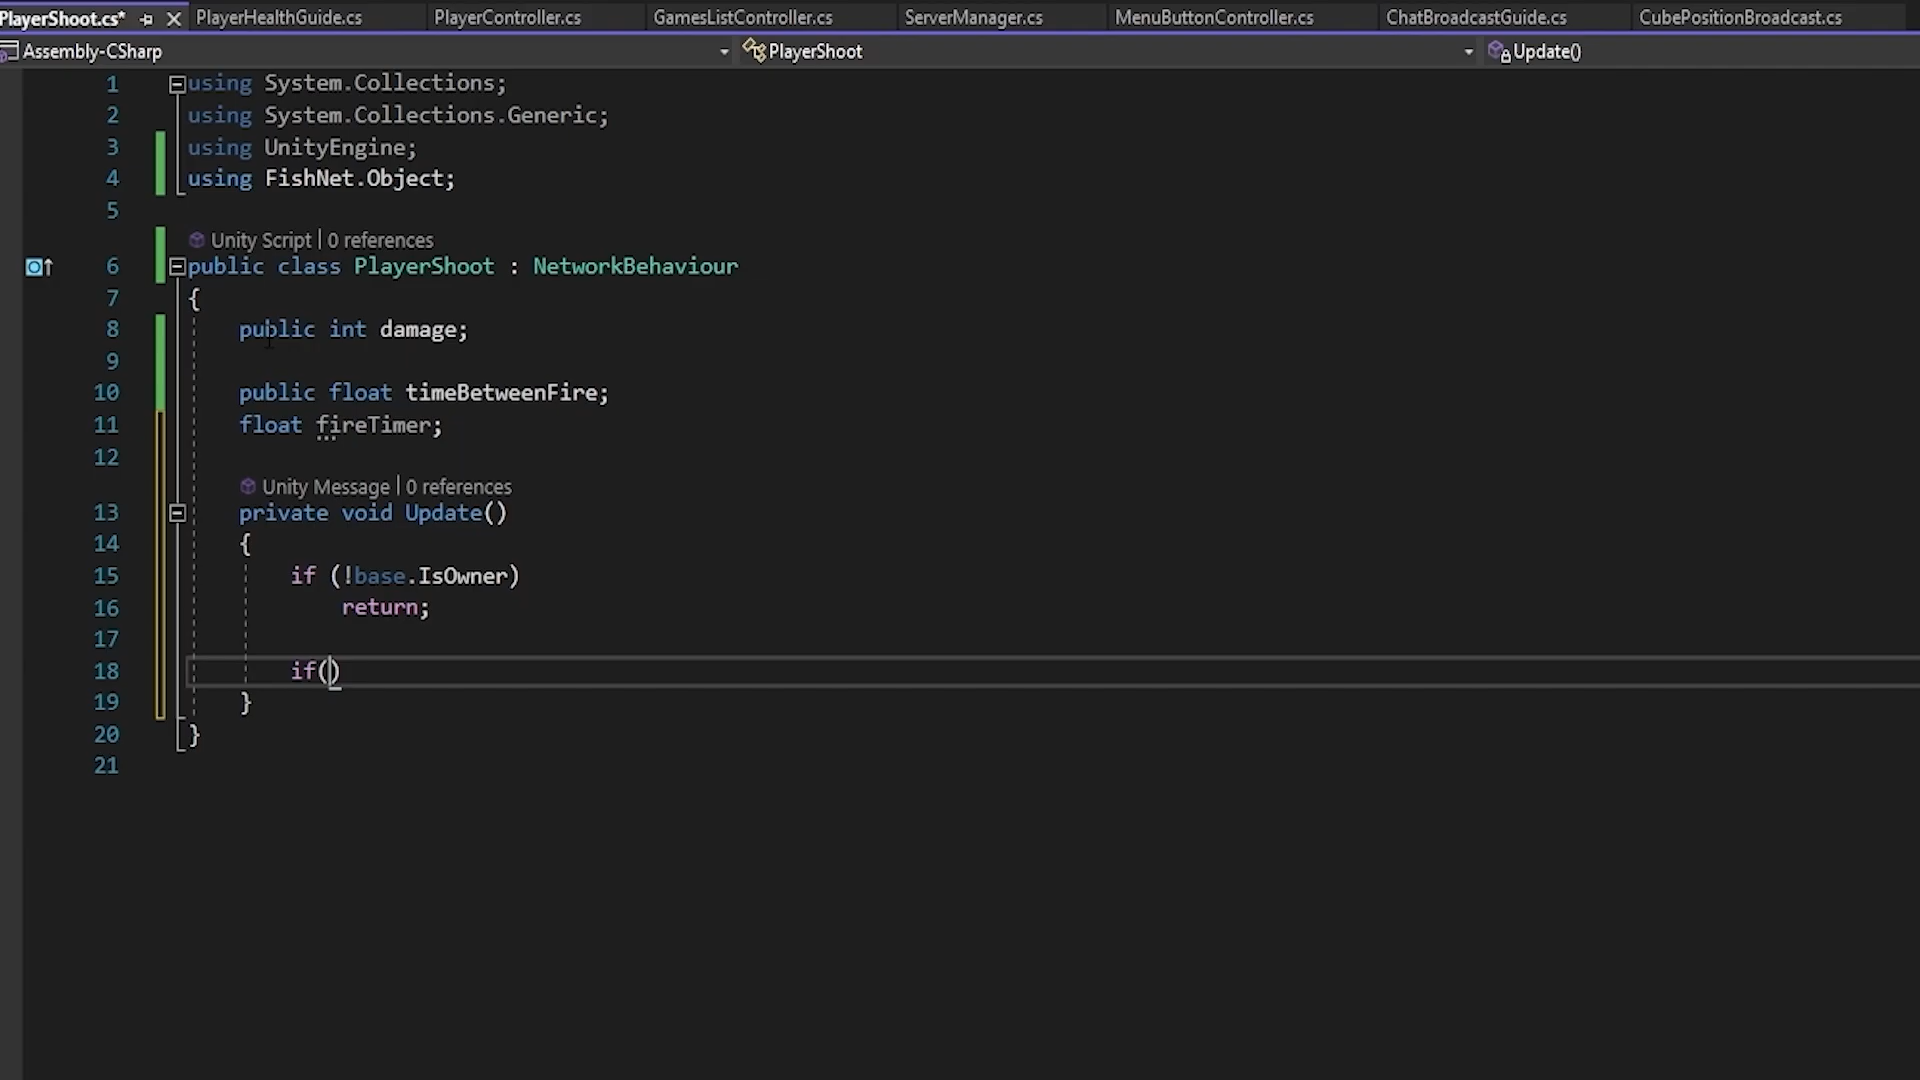 PlayerShoot.cs* PlayerHealthGuide.cs PlayerController.cs GamesListController.cs ServerManager.cs MenuButtonController.cs ChatBroadcastGuide.cs CubePositionBroadcast.cs
Assembly-CSharp PlayerShoot Update()
1 using System.Collections;
2 using System.Collections.Generic;
3 using UnityEngine;
4 using FishNet.Object;
5
Unity Script | 0 references
6 public class PlayerShoot : NetworkBehaviour
7 {
8 public int damage;
9
10 public float timeBetweenFire;
11 float fireTimer;
12
Unity Message | 0 references
13 private void Update()
14 {
15 if (!base.IsOwner)
16 return;
17
18 if()
19 }
20 }
21